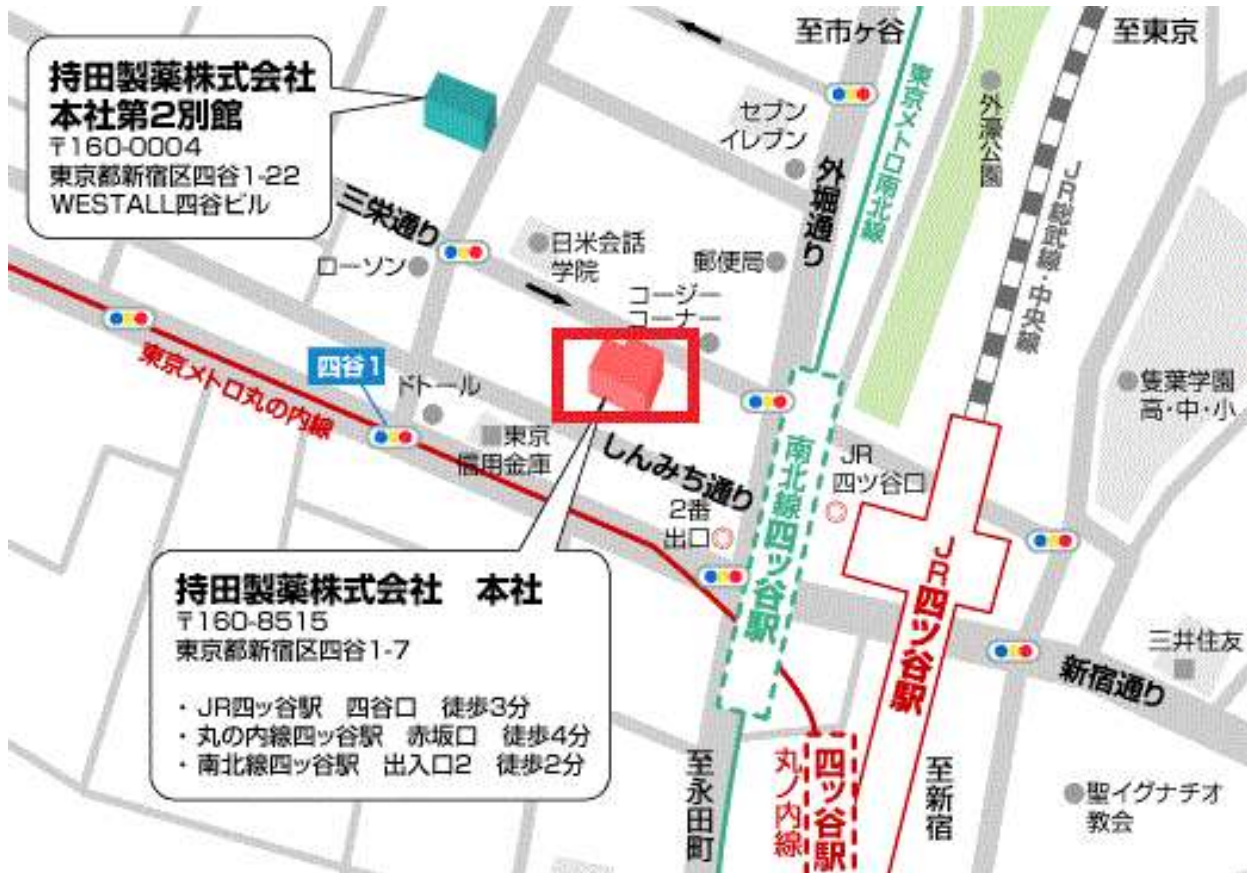 持田製薬株式会社
本社第2別館
〒160-0004
東京都新宿区四谷1-22
WESTALL四谷ビル
至市ヶ谷
至東京
東京メトロ南北線
外濠公園
JR総武線・中央線
セブン
イレブン
外堀通り
三栄通り
日米会話
学院
ローソン
郵便局
コージー
コーナー
東京メトロ丸の内線
四谷1
ドトール
東京
信用金庫
しんみち通り
隻葉学園
高・中・小
JR
四ツ谷口
2番
出口
南北線四ッ谷駅
JR四ツ谷駅
持田製薬株式会社 本社
〒160-8515
東京都新宿区四谷1-7
・JR四ッ谷駅 四谷口 徒歩3分
・丸の内線四ッ谷駅 赤坂口 徒歩4分
・南北線四ッ谷駅 出入口2 徒歩2分
三井住友
新宿通り
至永田町
丸ノ内線
四ッ谷駅
至新宿
聖イグナチオ
教会